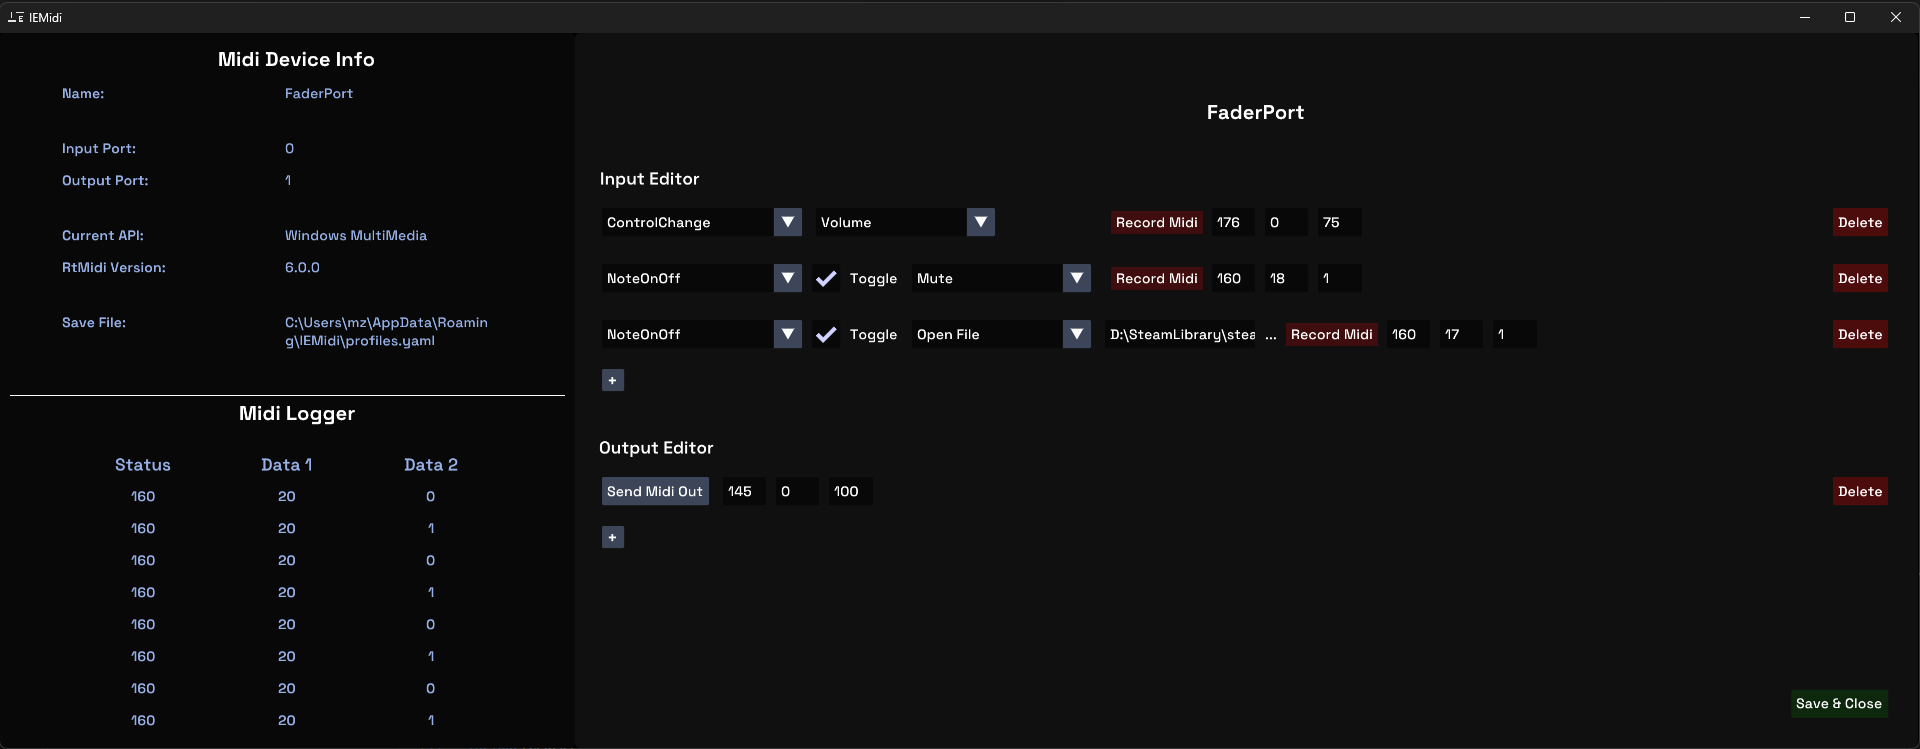 IEMidi
Midi Device Info
Name: FaderPort
Input Port: 0
Output Port: 1
Current API: Windows MultiMedia
RtMidi Version: 6.0.0
Save File: C:\Users\mz\AppData\Roamin
g\IEMidi\profiles.yaml
Midi Logger
Status Data 1 Data 2
160 20 0
160 20 1
160 20 0
160 20 1
160 20 0
160 20 1
160 20 0
160 20 1
FaderPort
Input Editor
ControlChange Volume Record Midi 176 0 75 Delete
NoteOnOff Toggle Mute Record Midi 160 18 1 Delete
NoteOnOff Toggle Open File D:\SteamLibrary\stea ... Record Midi 160 17 1 Delete
+
Output Editor
Send Midi Out 145 0 100 Delete
+
Save & Close